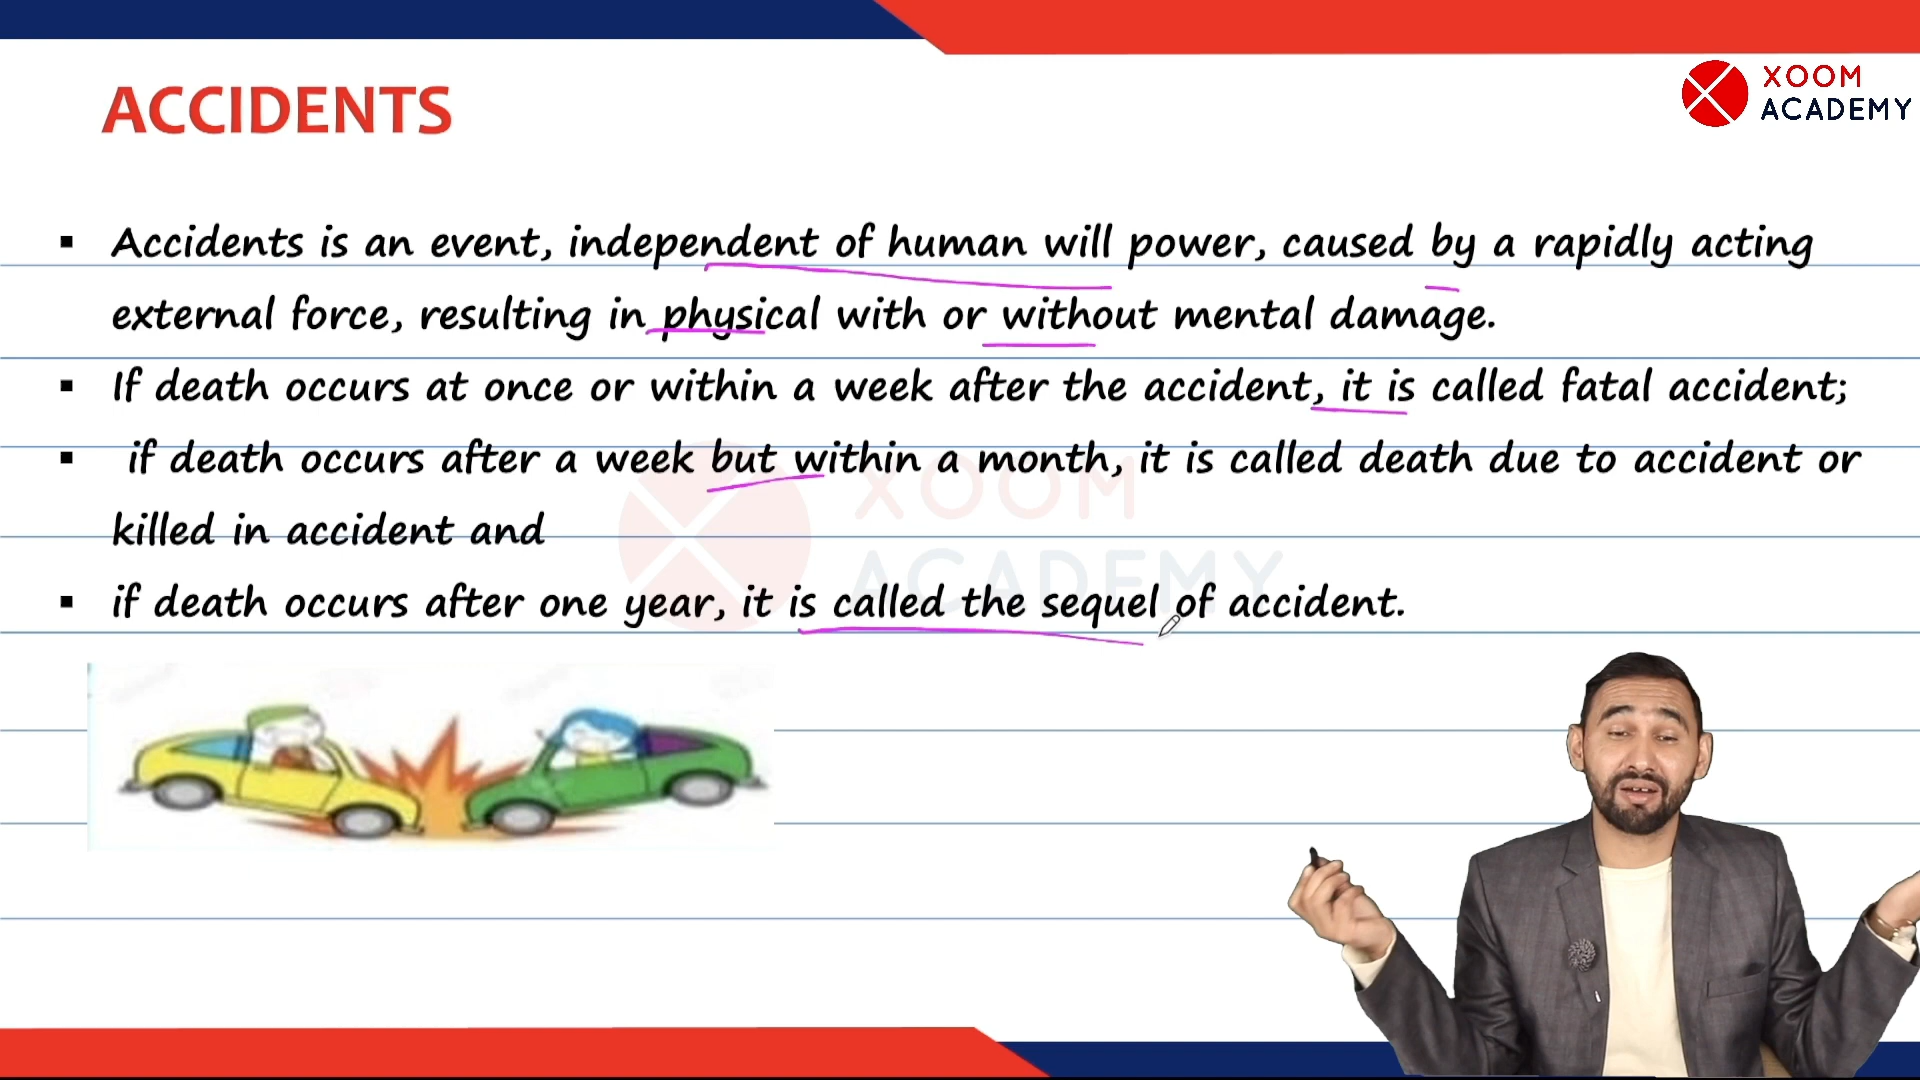 XOOM
ACADEMY
ACCIDENTS
▪ Accidents is an event, independent of human will power, caused by a rapidly acting
external force, resulting in physical with or without mental damage.
▪ If death occurs at once or within a week after the accident, it is called fatal accident;
▪ if death occurs after a week but within a month, it is called death due to accident or
killed in accident and
▪ if death occurs after one year, it is called the sequel of accident.
XOOM
ACADEMY